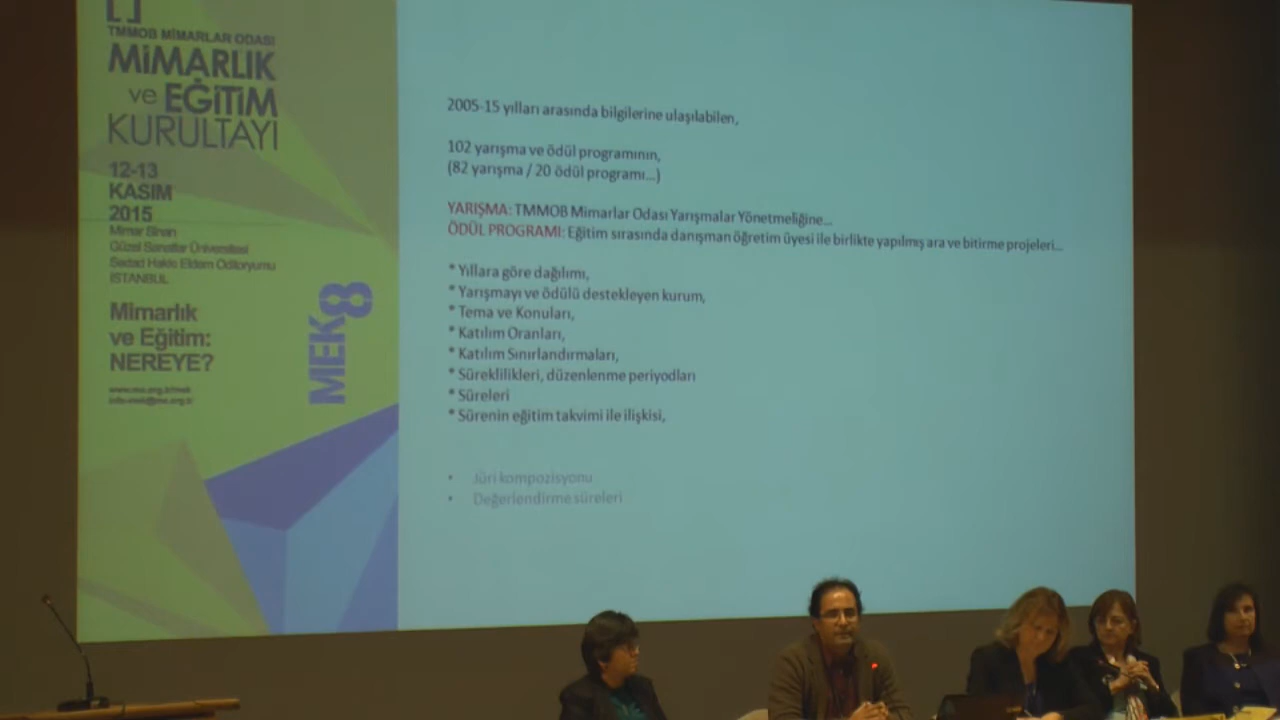 TMMOB MİMARLAR ODASI
MİMARLIK
ve EĞİTİM
KURULTAYI
12-13
KASIM
2015
Mimar Sinan
Güzel Sanatlar Üniversitesi
Sedad Hakkı Eldem Oditoryumu
İSTANBUL
Mimarlık
ve Eğitim:
NEREYE?
MEK8
2005-15 yılları arasında bilgilerine ulaşılabilen,
102 yarışma ve ödül programının,
(82 yarışma / 20 ödül programı...)
YARIŞMA: TMMOB Mimarlar Odası Yarışmalar Yönetmeliğine...
ÖDÜL PROGRAMI: Eğitim sırasında danışman öğretim üyesi ile birlikte yapılmış ara ve bitirme projeleri...
* Yıllara göre dağılımı,
* Yarışmayı ve ödülü destekleyen kurum,
* Tema ve Konuları,
* Katılım Oranları,
* Katılım Sınırlandırmaları,
* Süreklilikleri, düzenlenme periyodları
* Süreleri
* Sürenin eğitim takvimi ile ilişkisi,
• Jüri kompozisyonu
• Değerlendirme süreleri